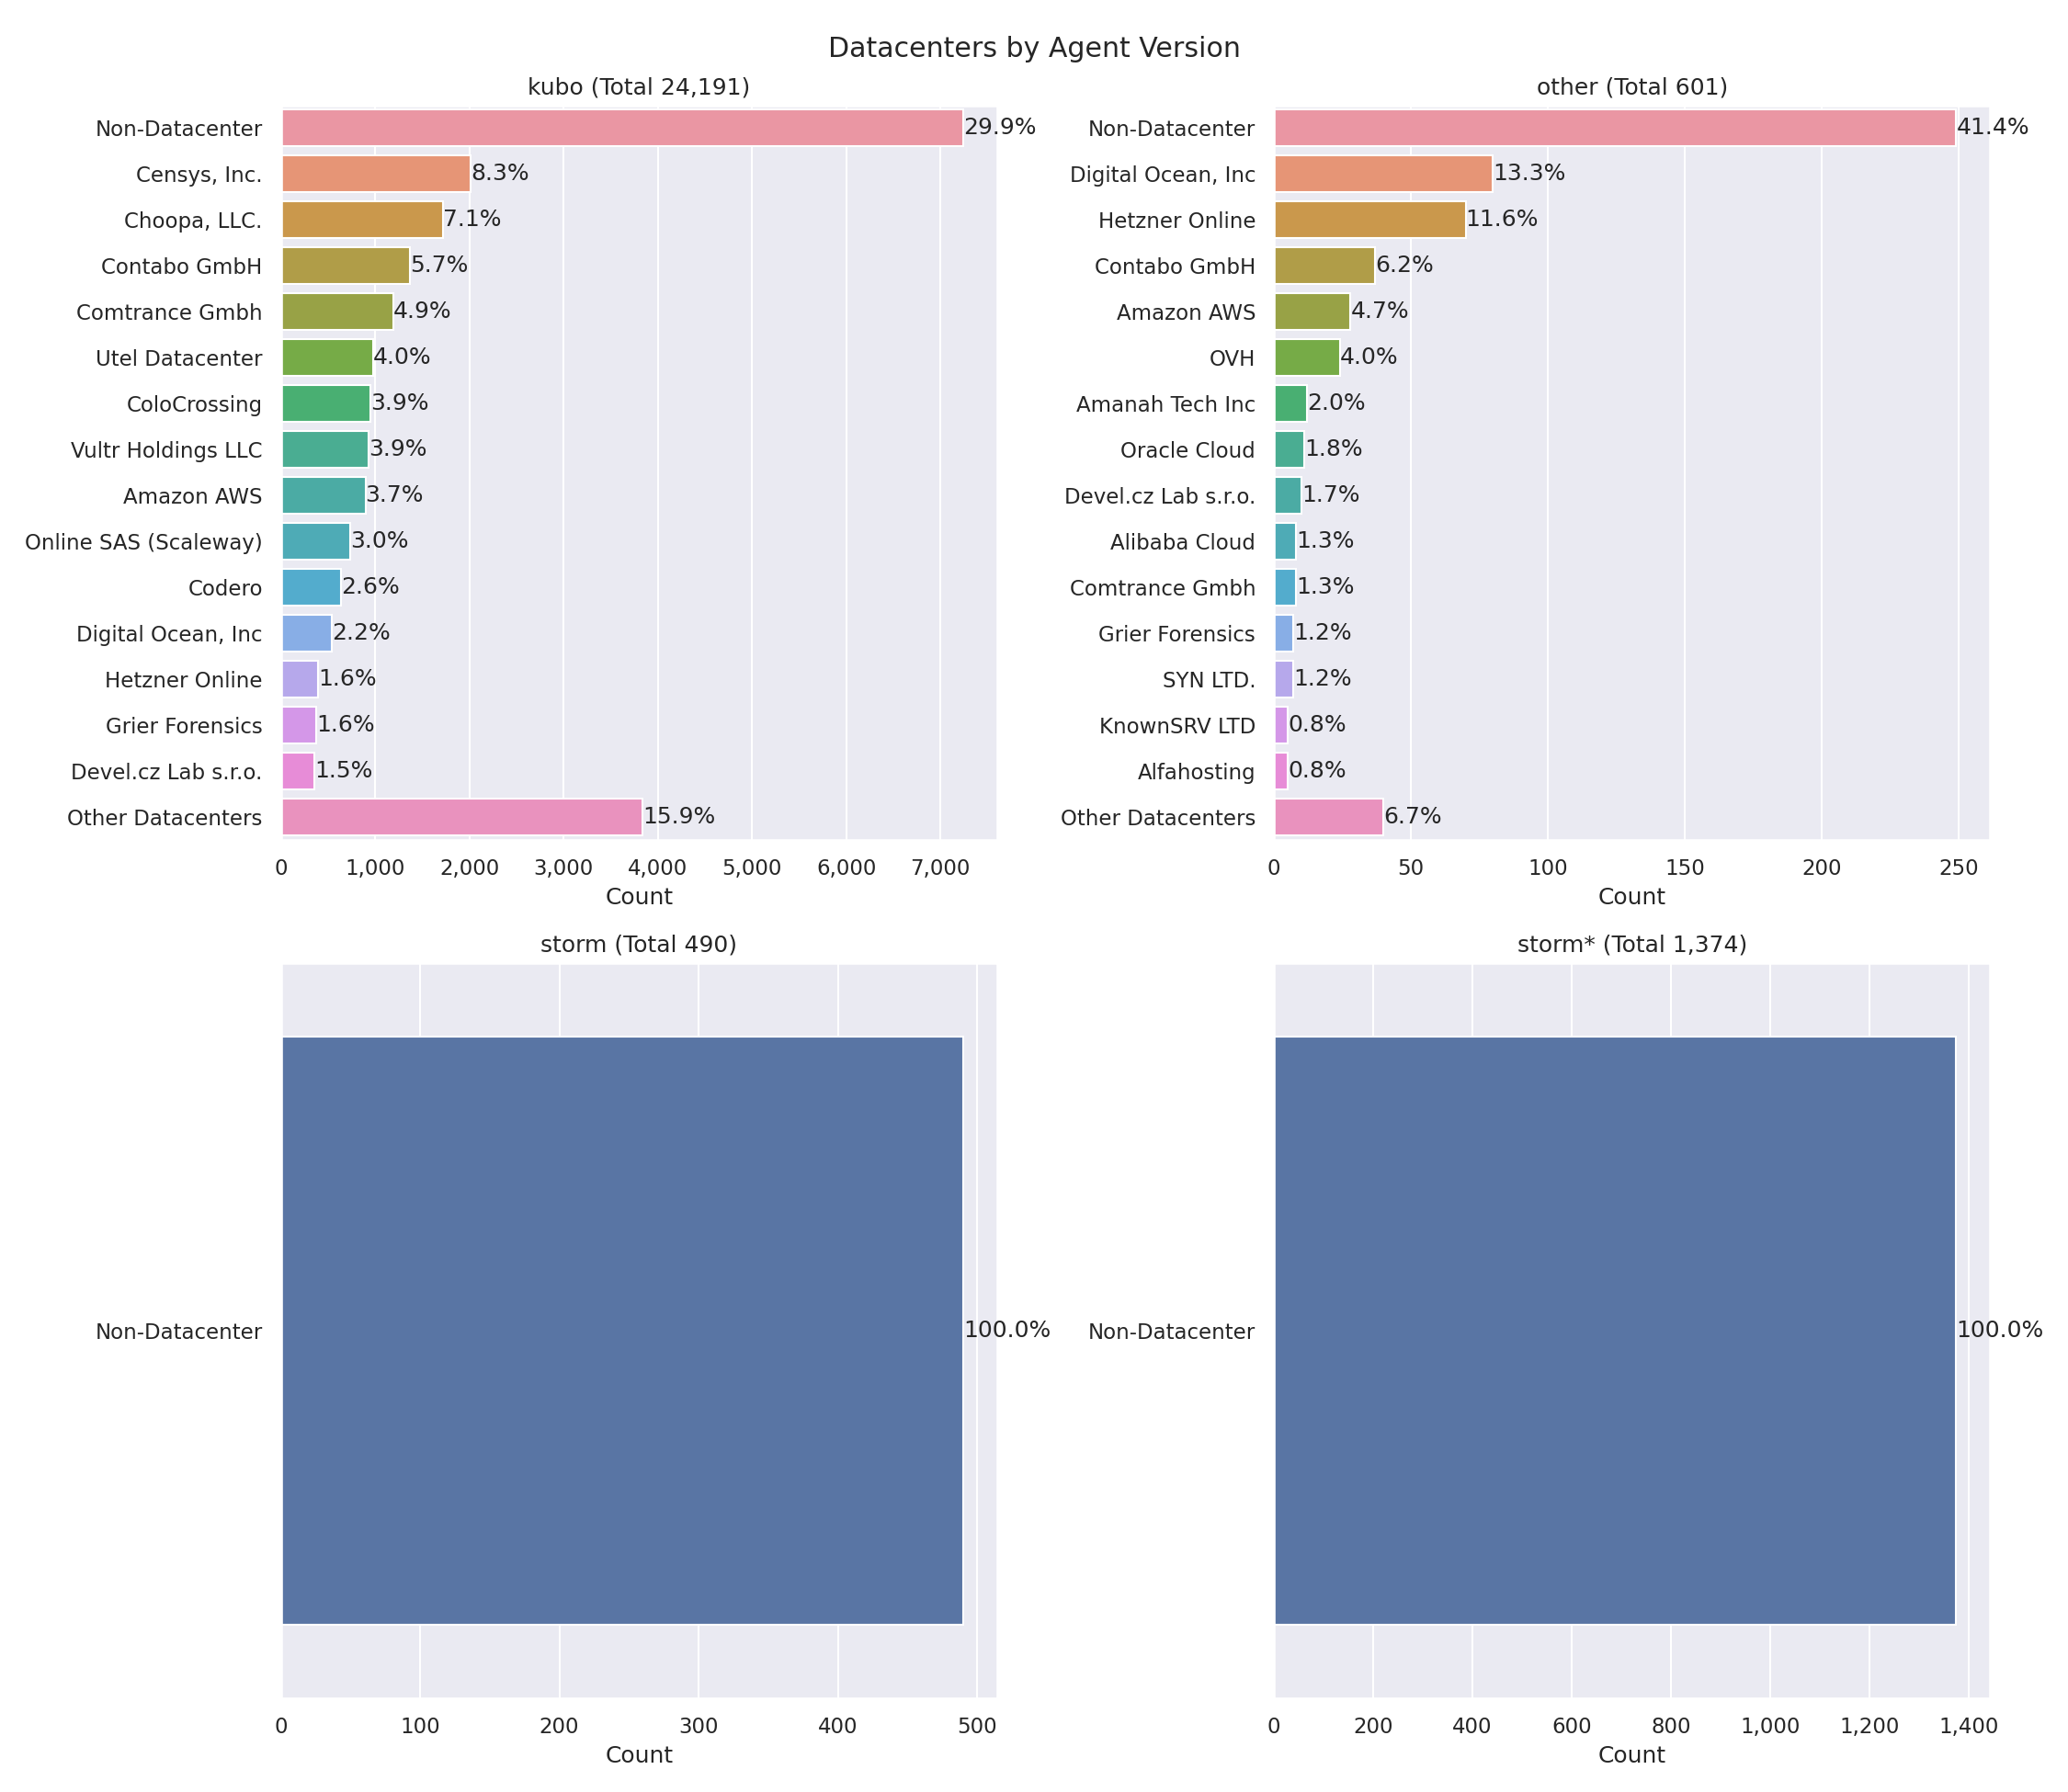 Datacenters by Agent Version
kubo (Total 24,191)
Non-Datacenter 29.9%
Censys, Inc. 8.3%
Choopa, LLC. 7.1%
Contabo GmbH 5.7%
Comtrance Gmbh 4.9%
Utel Datacenter 4.0%
ColoCrossing 3.9%
Vultr Holdings LLC 3.9%
Amazon AWS 3.7%
Online SAS (Scaleway) 3.0%
Codero 2.6%
Digital Ocean, Inc 2.2%
Hetzner Online 1.6%
Grier Forensics 1.6%
Devel.cz Lab s.r.o. 1.5%
Other Datacenters 15.9%
0 1,000 2,000 3,000 4,000 5,000 6,000 7,000
Count
other (Total 601)
Non-Datacenter 41.4%
Digital Ocean, Inc 13.3%
Hetzner Online 11.6%
Contabo GmbH 6.2%
Amazon AWS 4.7%
OVH 4.0%
Amanah Tech Inc 2.0%
Oracle Cloud 1.8%
Devel.cz Lab s.r.o. 1.7%
Alibaba Cloud 1.3%
Comtrance Gmbh 1.3%
Grier Forensics 1.2%
SYN LTD. 1.2%
KnownSRV LTD 0.8%
Alfahosting 0.8%
Other Datacenters 6.7%
0 50 100 150 200 250
Count
storm (Total 490)
Non-Datacenter 100.0%
0 100 200 300 400 500
Count
storm* (Total 1,374)
Non-Datacenter 100.0%
0 200 400 600 800 1,000 1,200 1,400
Count